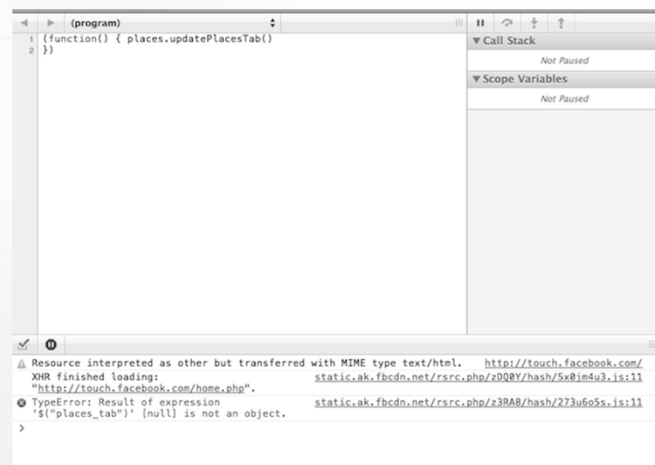 (program)
1 (function() { places.updatePlacesTab()
2 })
Call Stack
Not Paused
Scope Variables
Not Paused
Resource interpreted as other but transferred with MIME type text/html. http://touch.facebook.com/
XHR finished loading: static.ak.fbcdn.net/rsrc.php/zDQ0Y/hash/5x0jm4u3.js:11
"http://touch.facebook.com/home.php".
TypeError: Result of expression static.ak.fbcdn.net/rsrc.php/z3RA8/hash/273u6o5s.js:11
'$("places_tab")' [null] is not an object.
>